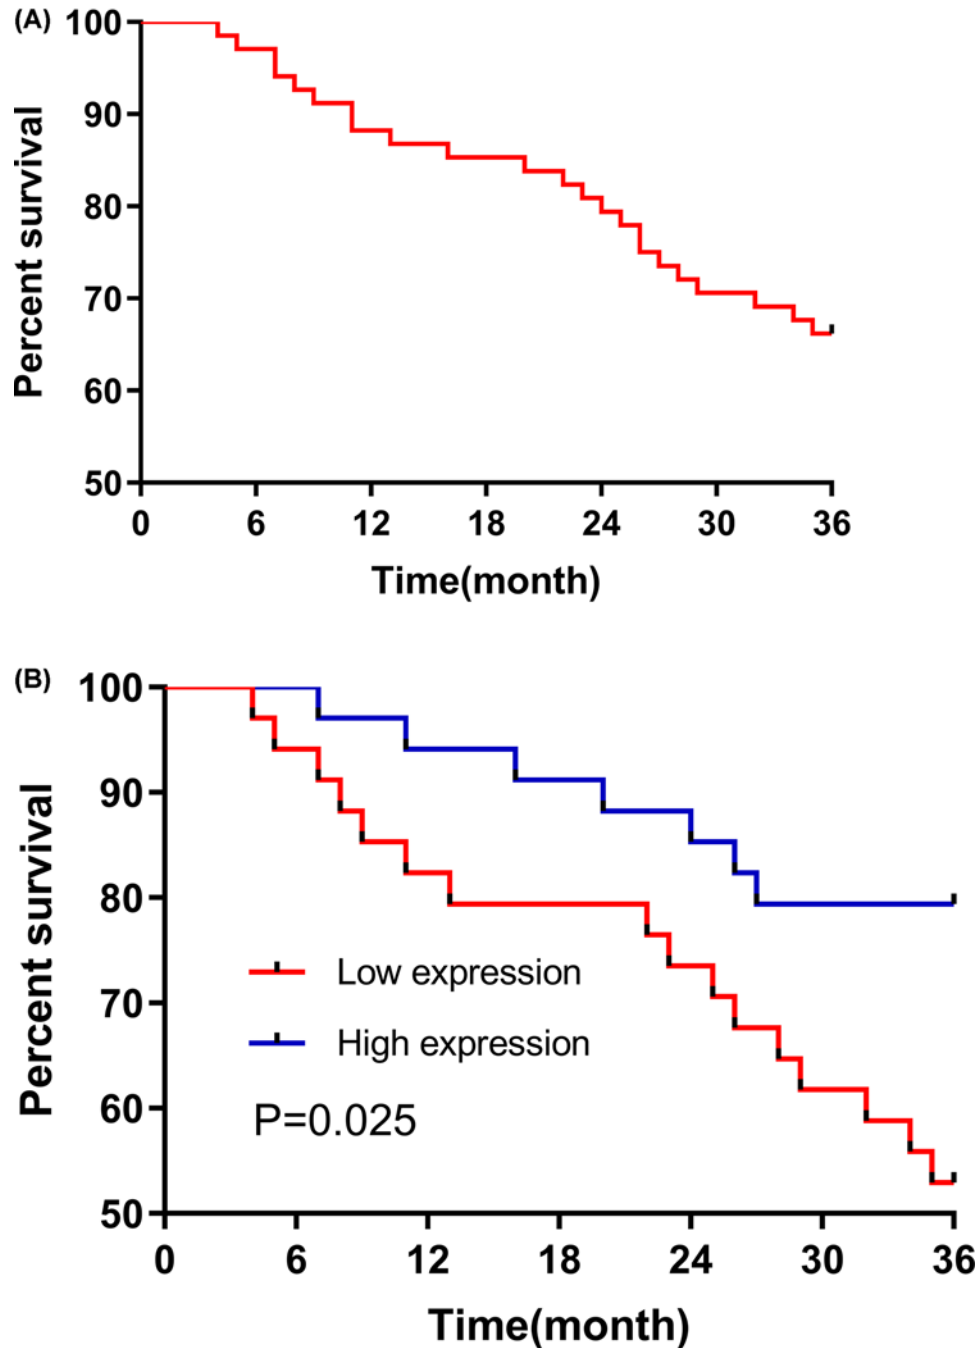 (A)
100
90
80
70
60
50
Percent survival
0 6 12 18 24 30 36
Time(month)
(B)
100
90
80
70
60
50
Percent survival
Low expression
High expression
P=0.025
0 6 12 18 24 30 36
Time(month)